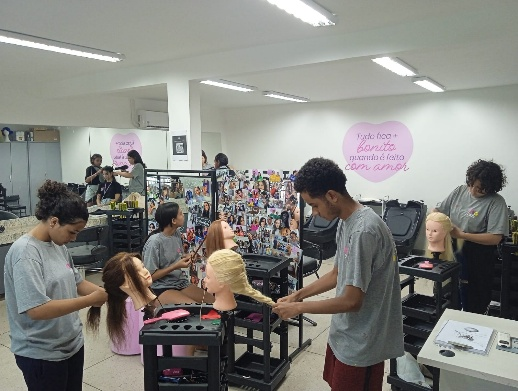 Tudo fica +
bonito
quando é feito
com amor